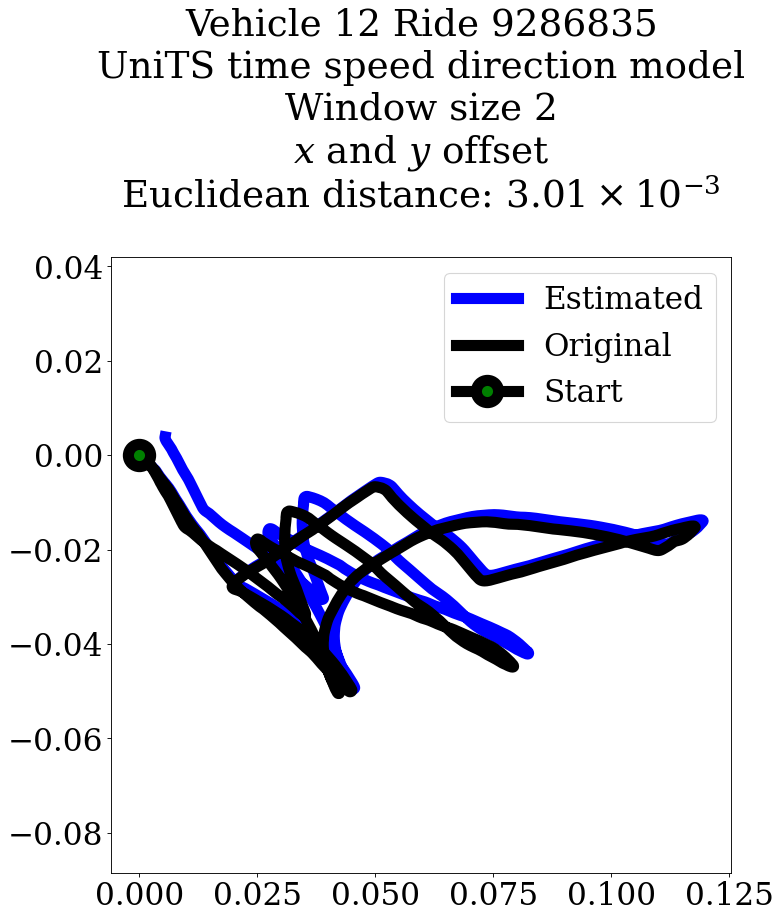 Vehicle 12 Ride 9286835
UniTS time speed direction model
Window size 2
x and y offset
Euclidean distance: 3.01 × 10⁻³
0.04
Estimated
Original
Start
0.02
0.00
−0.02
−0.04
−0.06
−0.08
0.000 0.025 0.050 0.075 0.100 0.125